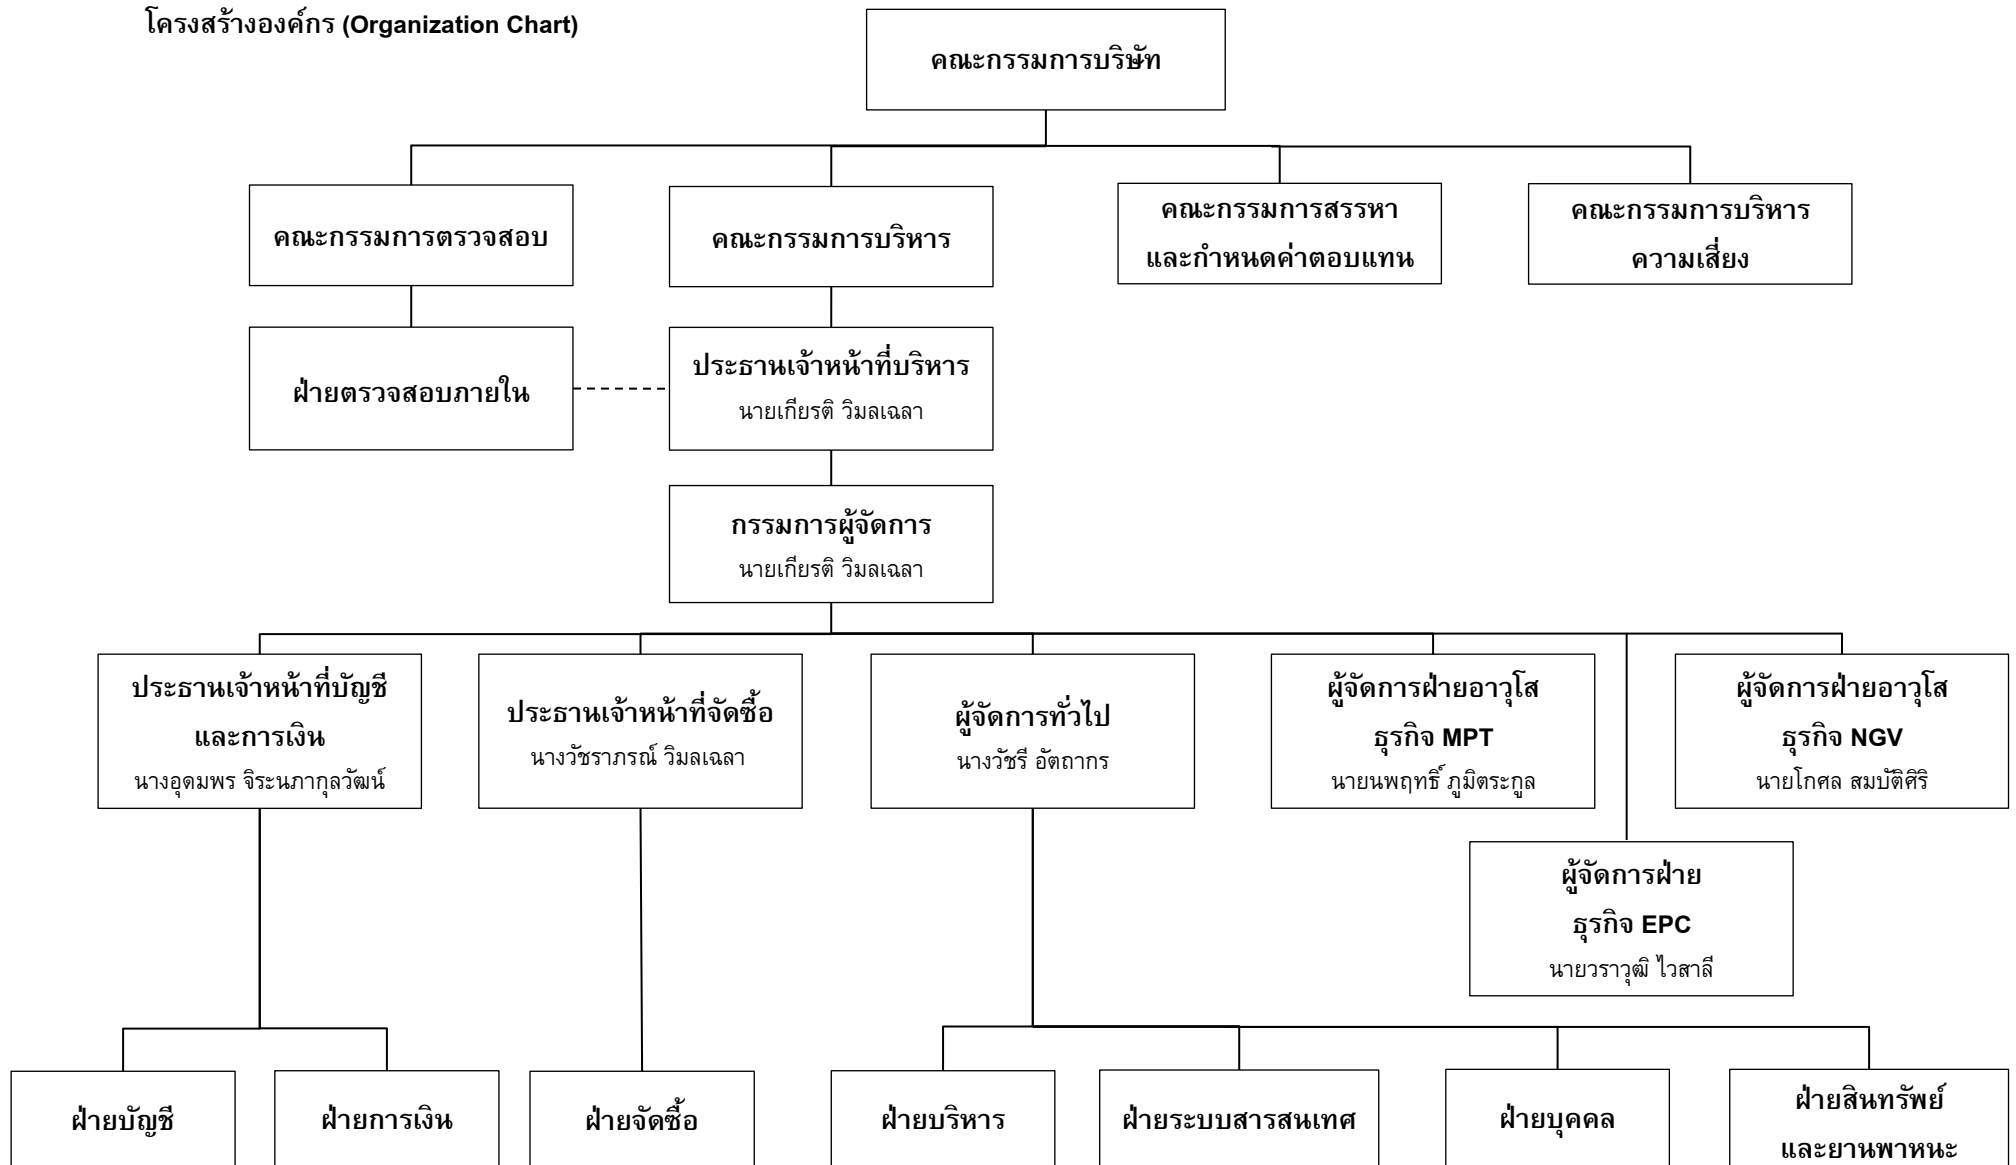 โครงสร้างองค์กร (Organization Chart)
คณะกรรมการบริษัท
คณะกรรมการตรวจสอบ
คณะกรรมการบริหาร
คณะกรรมการสรรหา
และกำหนดค่าตอบแทน
คณะกรรมการบริหาร
ความเสี่ยง
ฝ่ายตรวจสอบภายใน
ประธานเจ้าหน้าที่บริหาร
นายเกียรติ วิมลเฉลา
กรรมการผู้จัดการ
นายเกียรติ วิมลเฉลา
ประธานเจ้าหน้าที่บัญชี
และการเงิน
นางอุดมพร จิระนภากุลวัฒน์
ประธานเจ้าหน้าที่จัดซื้อ
นางวัชราภรณ์ วิมลเฉลา
ผู้จัดการทั่วไป
นางวัชรี อัตถากร
ผู้จัดการฝ่ายอาวุโส
ธุรกิจ MPT
นายนพฤทธิ์ ภูมิตระกูล
ผู้จัดการฝ่ายอาวุโส
ธุรกิจ NGV
นายโกศล สมบัติศิริ
ผู้จัดการฝ่าย
ธุรกิจ EPC
นายวราวุฒิ ไวสาลี
ฝ่ายบัญชี
ฝ่ายการเงิน
ฝ่ายจัดซื้อ
ฝ่ายบริหาร
ฝ่ายระบบสารสนเทศ
ฝ่ายบุคคล
ฝ่ายสินทรัพย์
และยานพาหนะ